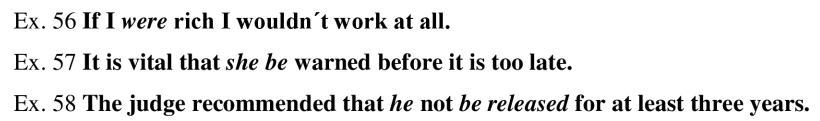 Ex. 56 If I were rich I wouldn´t work at all.
Ex. 57 It is vital that she be warned before it is too late.
Ex. 58 The judge recommended that he not be released for at least three years.